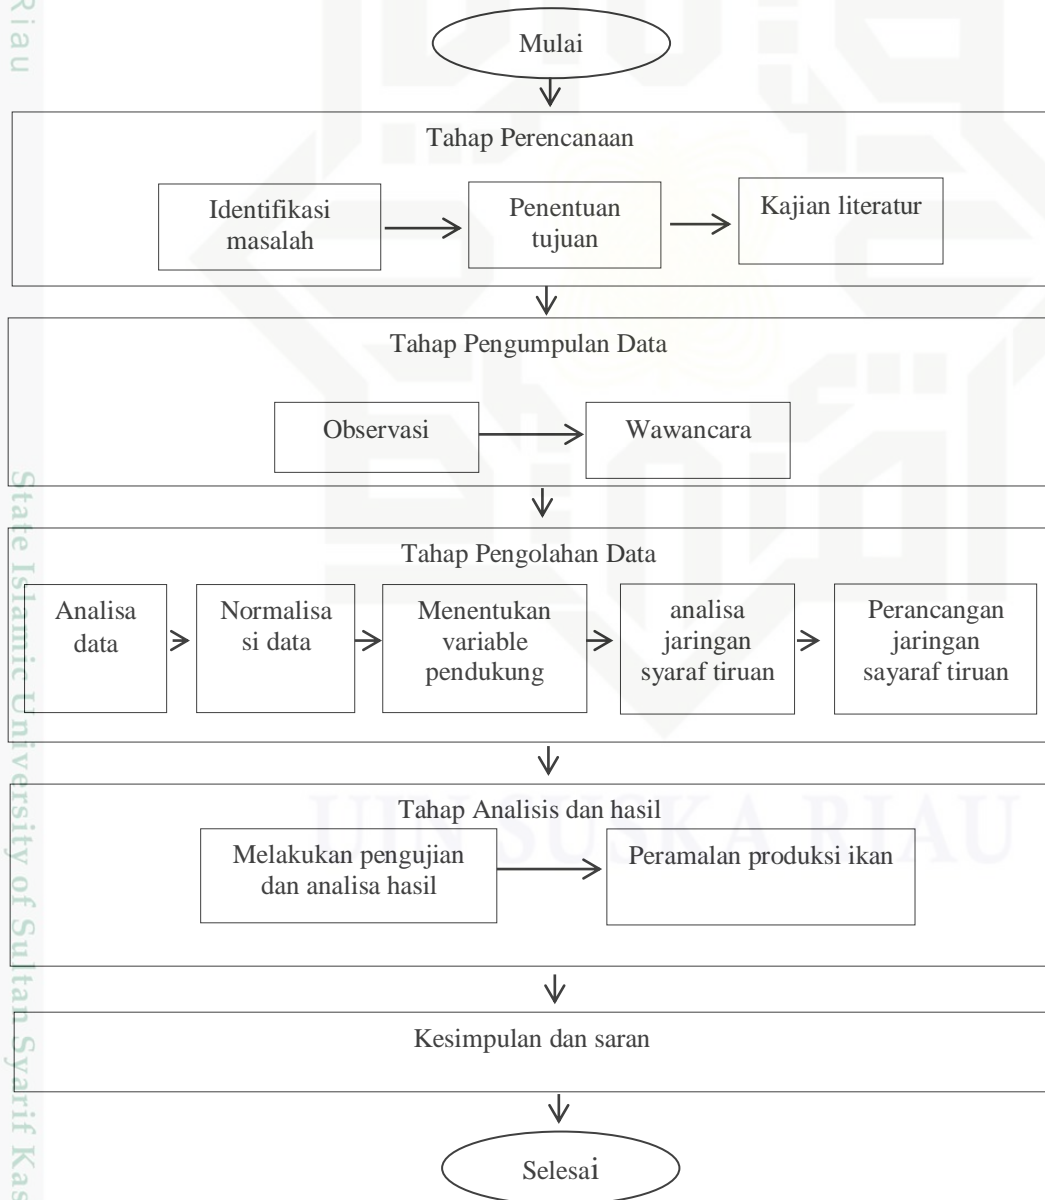 Riau
Mulai
Tahap Perencanaan
Identifikasi
masalah
Penentuan
tujuan
Kajian literatur
Tahap Pengumpulan Data
Observasi
Wawancara
Tahap Pengolahan Data
Analisa
data
Normalisa
si data
Menentukan
variable
pendukung
analisa
jaringan
syaraf tiruan
Perancangan
jaringan
sayaraf tiruan
Tahap Analisis dan hasil
Melakukan pengujian
dan analisa hasil
Peramalan produksi ikan
UIN SUSKA RIAU
Kesimpulan dan saran
Selesai
State Islamic University of Sultan Syarif Kas